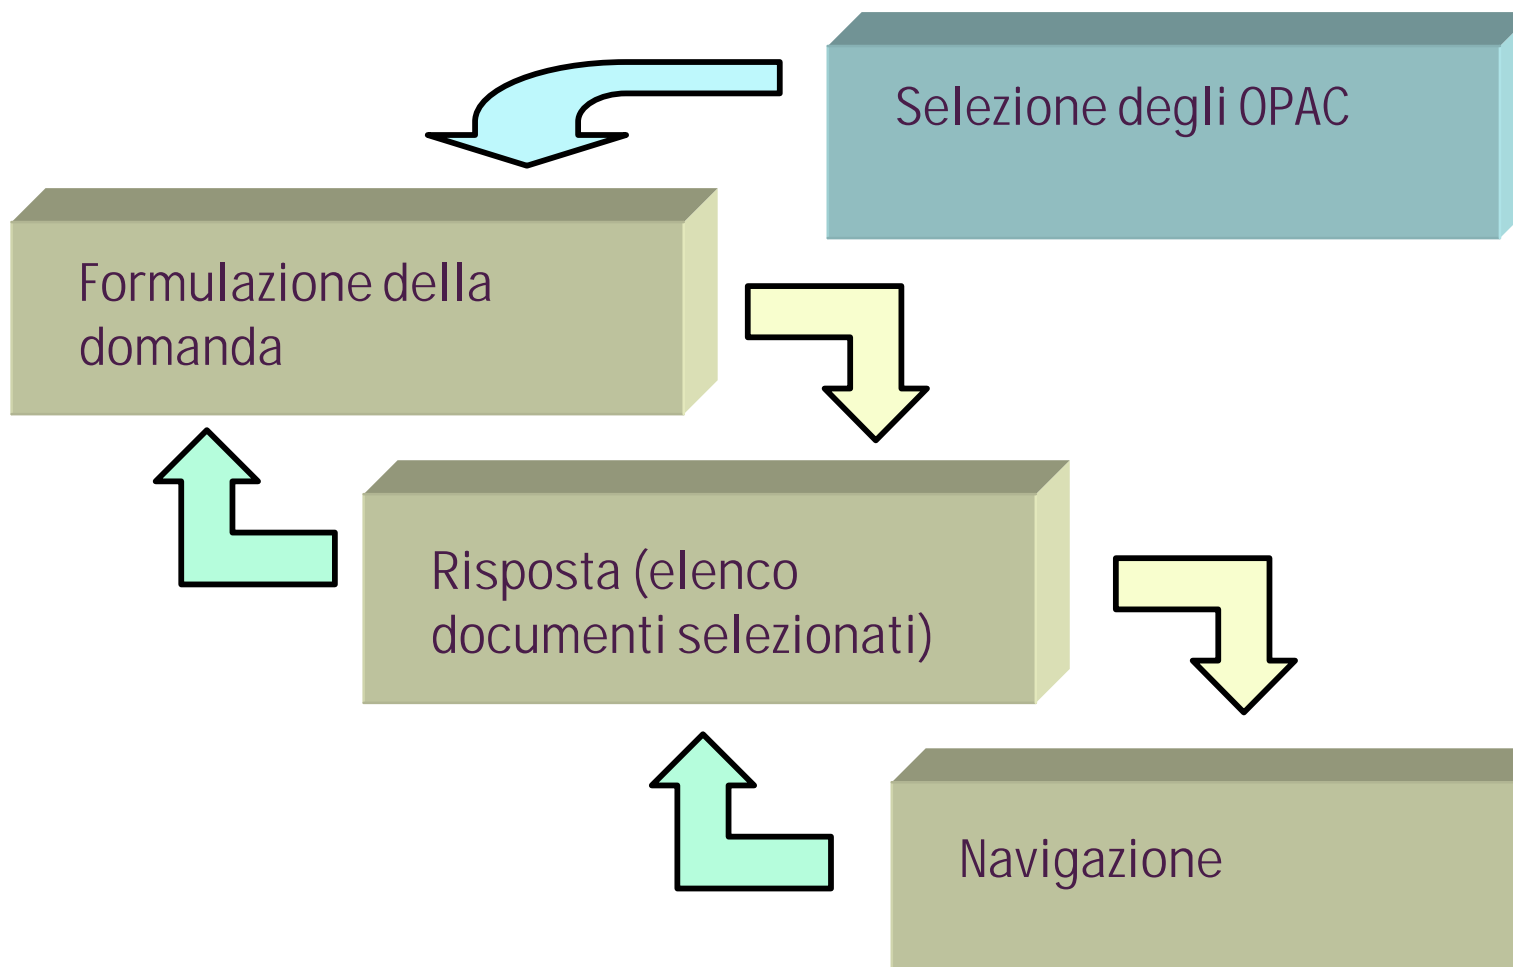 Selezione degli OPAC
Formulazione della
domanda
Risposta (elenco
documenti selezionati)
Navigazione